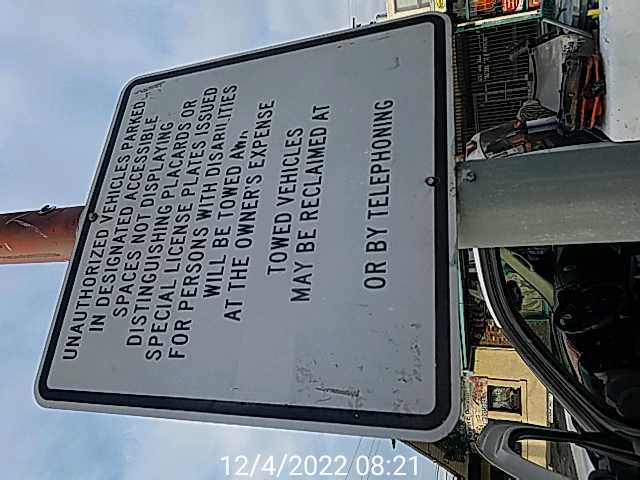 UNAUTHORIZED VEHICLES PARKED
IN DESIGNATED ACCESSIBLE
SPACES NOT DISPLAYING
DISTINGUISHING PLACARDS OR
SPECIAL LICENSE PLATES ISSUED
FOR PERSONS WITH DISABILITIES
WILL BE TOWED AWAY
AT THE OWNER'S EXPENSE
TOWED VEHICLES
MAY BE RECLAIMED AT
OR BY TELEPHONING
12/4/2022 08:21